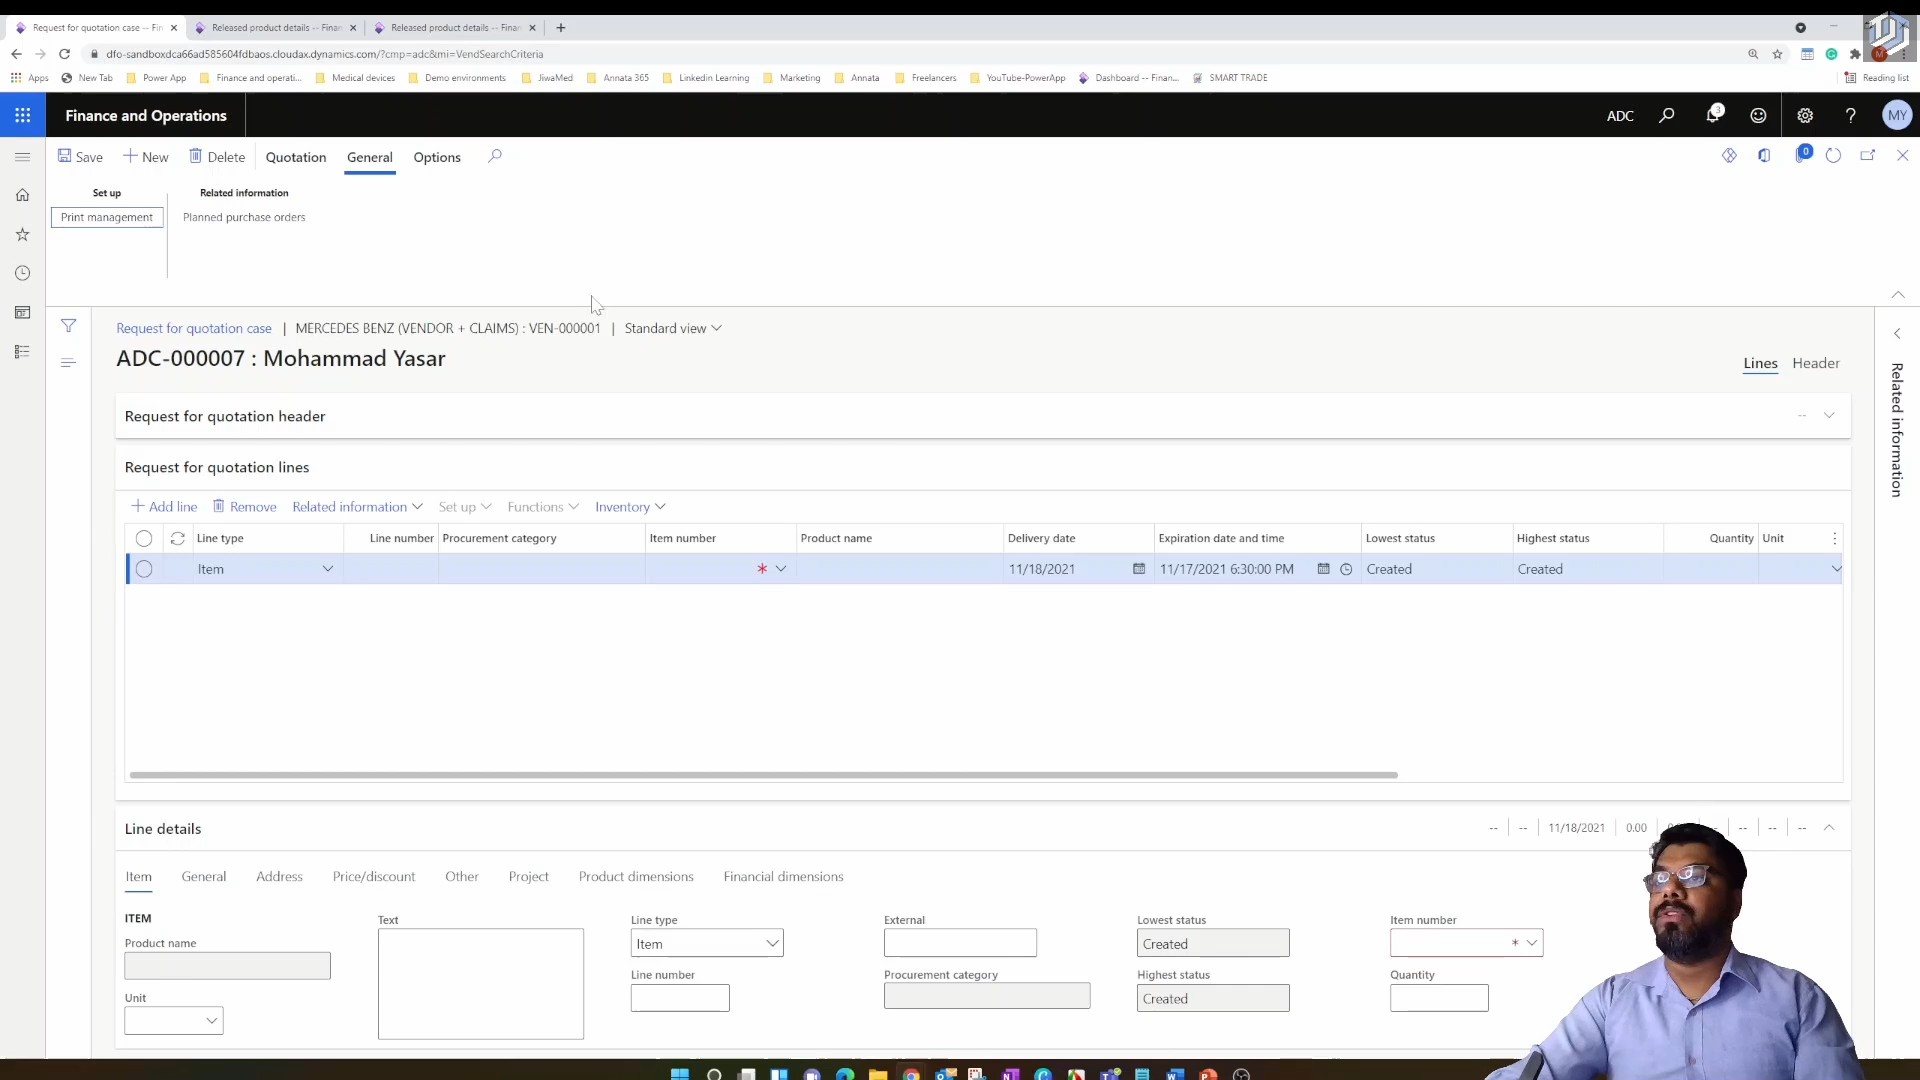 Request for quotation case -- Fin
Released product details -- Finan
Released product details -- Finan
dfo-sandboxdca66ad585604fdbaos.cloudax.dynamics.com/?cmp=adc&mi=VendSearchCriteria
Apps
New Tab
Power App
Finance and operati...
Medical devices
Demo environments
JiwaMed
Annata 365
Linkedin Learning
Marketing
Annata
Freelancers
YouTube-PowerApp
Dashboard -- Finan...
SMART TRADE
Reading list
Finance and Operations
ADC
3
?
MY
Save
New
Delete
Quotation
General
Options
0
Set up
Related information
Print management
Planned purchase orders
Request for quotation case | MERCEDES BENZ (VENDOR + CLAIMS) : VEN-000001 | Standard view
ADC-000007 : Mohammad Yasar
Lines
Header
Related information
Request for quotation header
--
Request for quotation lines
Add line
Remove
Related information
Set up
Functions
Inventory
Line type
Line number
Procurement category
Item number
Product name
Delivery date
Expiration date and time
Lowest status
Highest status
Quantity
Unit
Item
*
11/18/2021
11/17/2021 6:30:00 PM
Created
Created
Line details
-- | -- | 11/18/2021 | 0.00
-- | -- | --
Item
General
Address
Price/discount
Other
Project
Product dimensions
Financial dimensions
ITEM
Text
Line type
External
Lowest status
Item number
Product name
Item
Created
*
Line number
Procurement category
Highest status
Quantity
Unit
Created